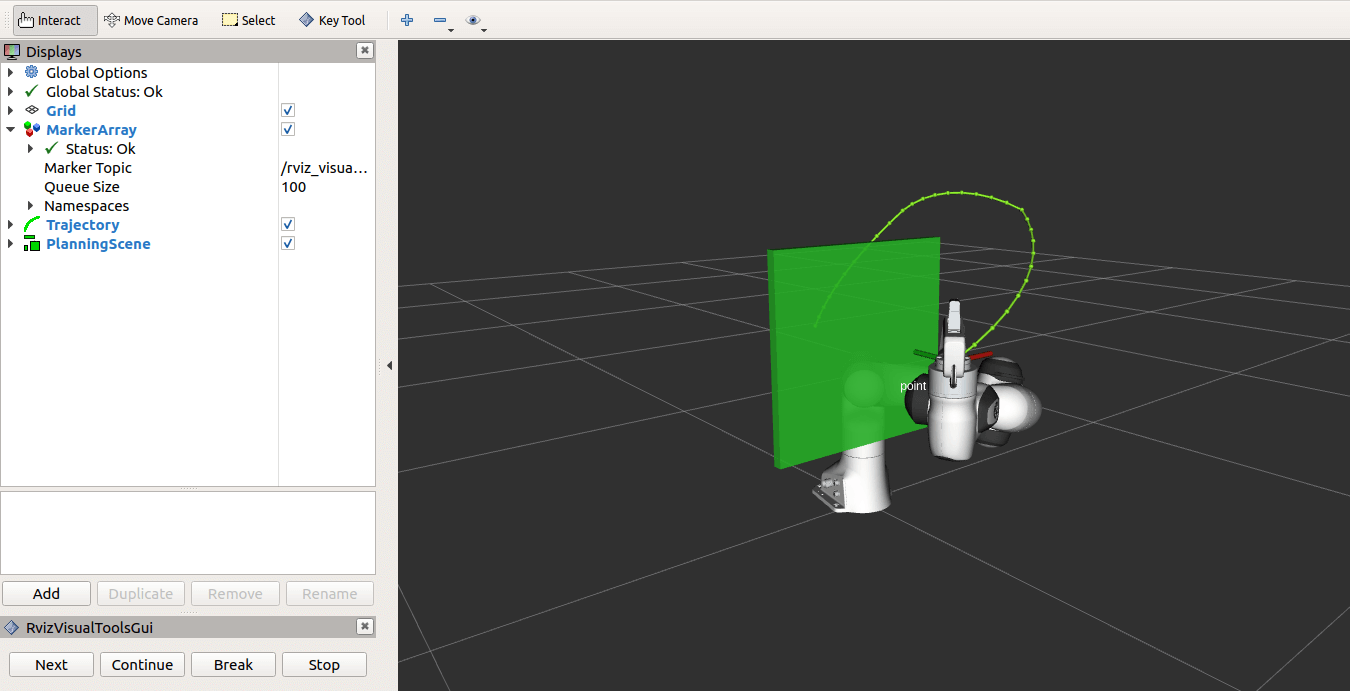 Interact Move Camera Select Key Tool
Displays
Global Options
Global Status: Ok
Grid
MarkerArray
Status: Ok
Marker Topic /rviz_visua...
Queue Size 100
Namespaces
Trajectory
PlanningScene
Add Duplicate Remove Rename
RvizVisualToolsGui
Next Continue Break Stop
point